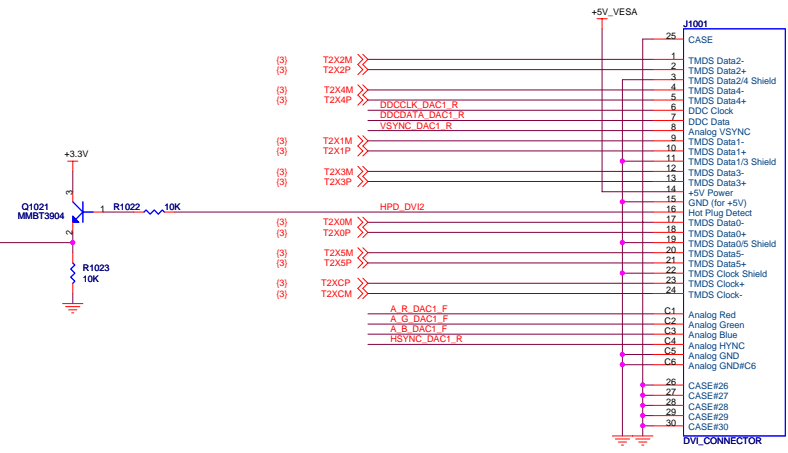 +5V_VESA
J1001
25 CASE
{3} T2X2M 1 TMDS Data2-
{3} T2X2P 2 TMDS Data2+
3 TMDS Data2/4 Shield
{3} T2X4M 4 TMDS Data4-
{3} T2X4P 5 TMDS Data4+
DDCCLK_DAC1_R 6 DDC Clock
DDCDATA_DAC1_R 7 DDC Data
VSYNC_DAC1_R 8 Analog VSYNC
{3} T2X1M 9 TMDS Data1-
{3} T2X1P 10 TMDS Data1+
+3.3V
11 TMDS Data1/3 Shield
{3} T2X3M 12 TMDS Data3-
{3} T2X3P 13 TMDS Data3+
14 +5V Power
15 GND (for +5V)
Q1021
MMBT3904
3
1
2
R1022 10K
HPD_DVI2 16 Hot Plug Detect
{3} T2X0M 17 TMDS Data0-
{3} T2X0P 18 TMDS Data0+
19 TMDS Data0/5 Shield
{3} T2X5M 20 TMDS Data5-
{3} T2X5P 21 TMDS Data5+
R1023
10K
22 TMDS Clock Shield
{3} T2XCP 23 TMDS Clock+
{3} T2XCM 24 TMDS Clock-
A_R_DAC1_F C1 Analog Red
A_G_DAC1_F C2 Analog Green
A_B_DAC1_F C3 Analog Blue
HSYNC_DAC1_R C4 Analog HYNC
C5 Analog GND
C6 Analog GND#C6
26 CASE#26
27 CASE#27
28 CASE#28
29 CASE#29
30 CASE#30
DVI_CONNECTOR